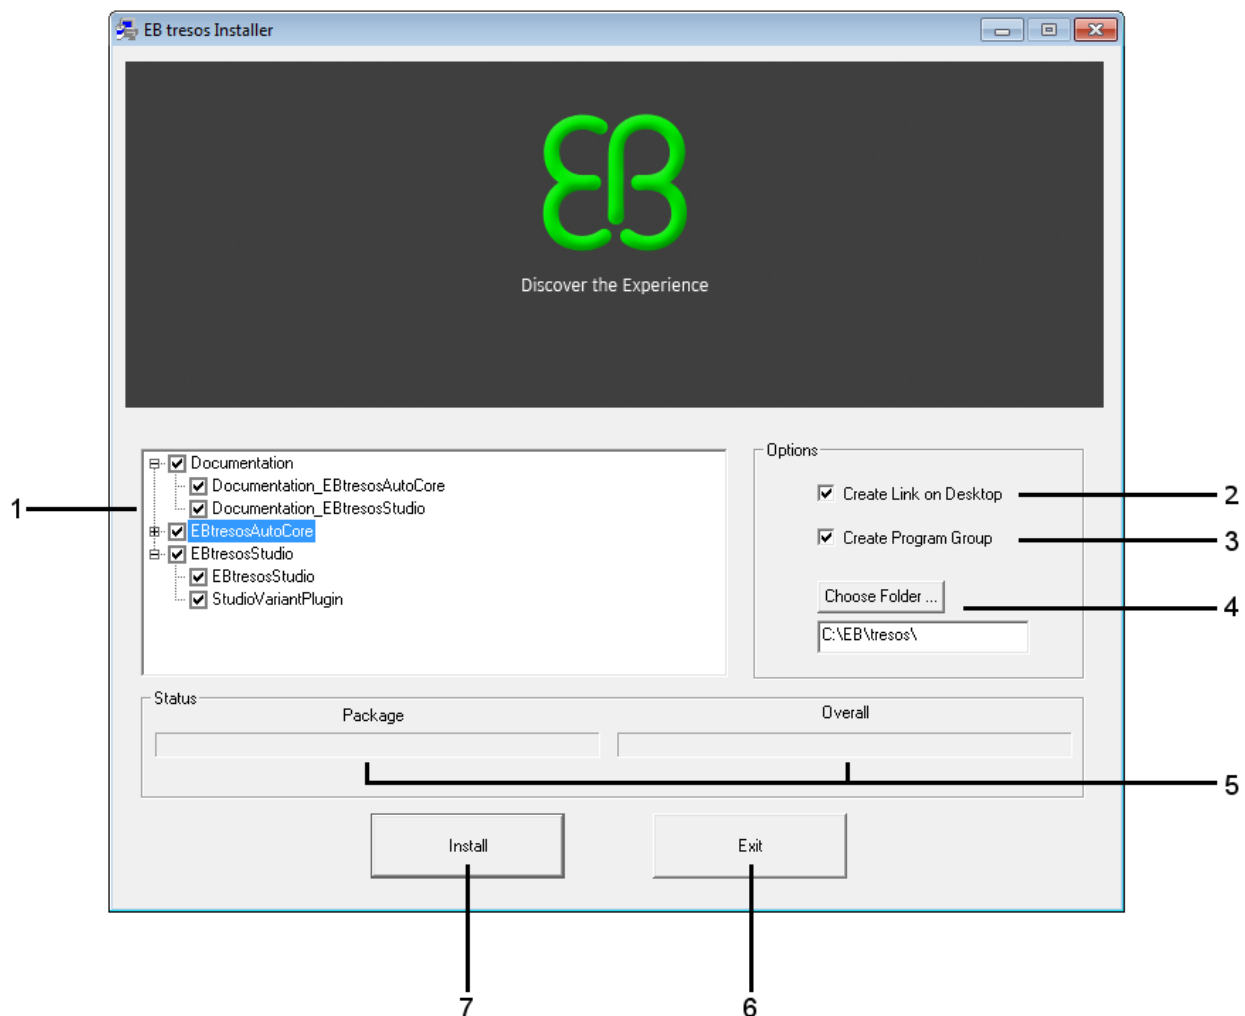 EB tresos Installer
EB
Discover the Experience
Documentation
Documentation_EBtresosAutoCore
Documentation_EBtresosStudio
EBtresosAutoCore
EBtresosStudio
EBtresosStudio
StudioVariantPlugin
1
Options
Create Link on Desktop
2
Create Program Group
3
Choose Folder ...
4
C:\EB\tresos\
Status
Package
Overall
5
Install
Exit
7
6